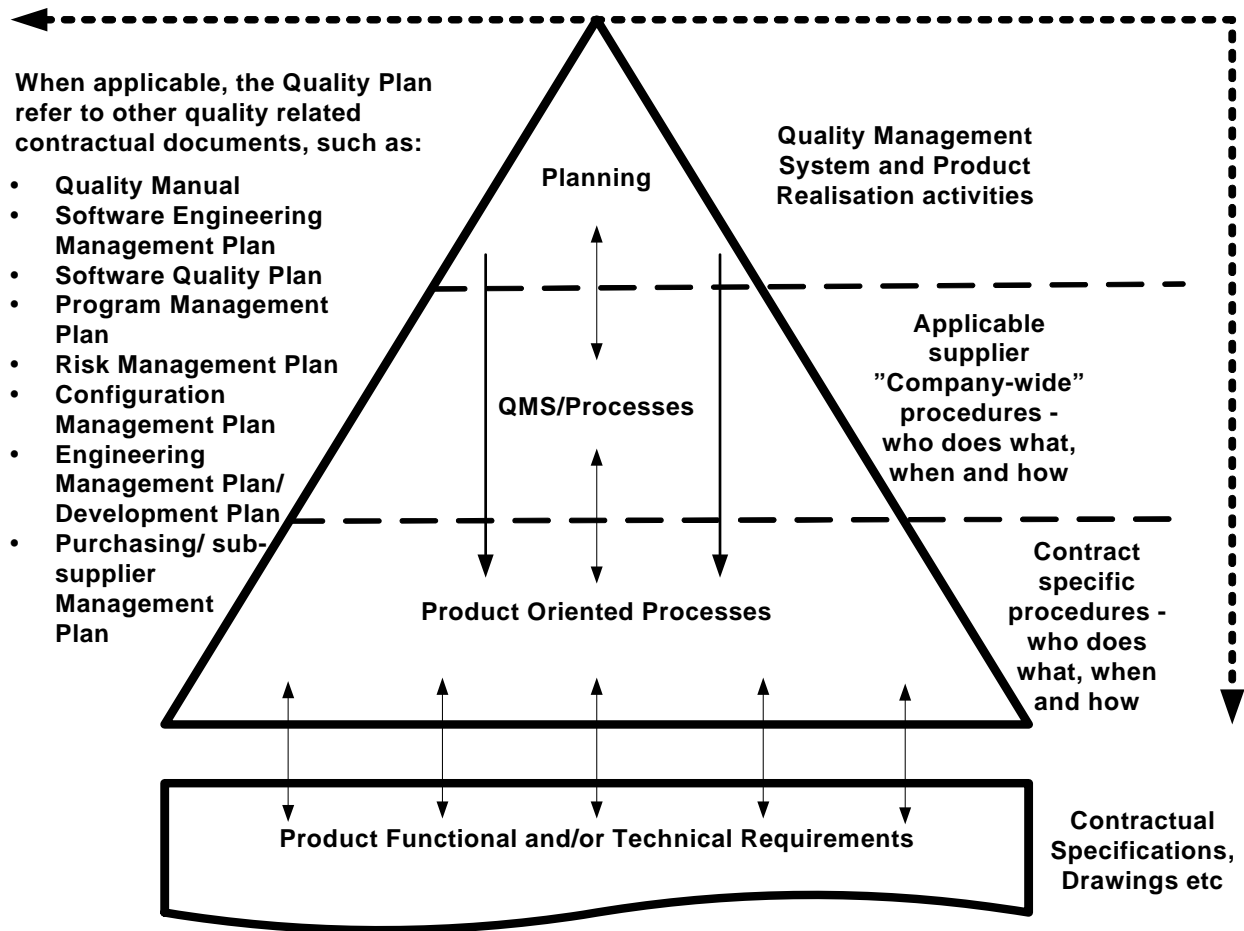 When applicable, the Quality Plan
refer to other quality related
contractual documents, such as:
• Quality Manual
• Software Engineering
Management Plan
• Software Quality Plan
• Program Management
Plan
• Risk Management Plan
• Configuration
Management Plan
• Engineering
Management Plan/
Development Plan
• Purchasing/ sub-
supplier
Management
Plan
Planning
QMS/Processes
Product Oriented Processes
Quality Management
System and Product
Realisation activities
Applicable
supplier
”Company-wide”
procedures -
who does what,
when and how
Contract
specific
procedures -
who does
what, when
and how
Product Functional and/or Technical Requirements
Contractual
Specifications,
Drawings etc